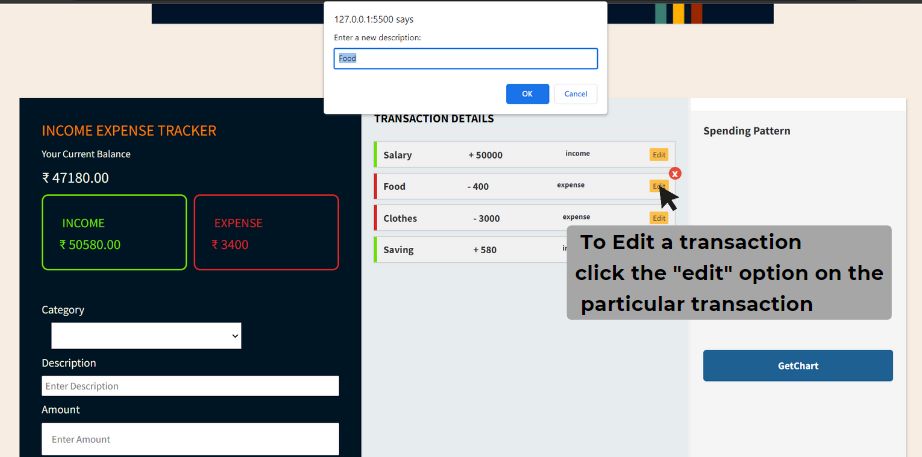 127.0.0.1:5500 says
Enter a new description:
Food
OK
Cancel
INCOME EXPENSE TRACKER
Your Current Balance
₹ 47180.00
INCOME
₹ 50580.00
EXPENSE
₹ 3400
Category
Description
Enter Description
Amount
Enter Amount
TRANSACTION DETAILS
Salary + 50000 income Edit
x
Food - 400 expense Edit
Clothes - 3000 expense Edit
Saving + 580
To Edit a transaction
click the "edit" option on the
particular transaction
Spending Pattern
GetChart